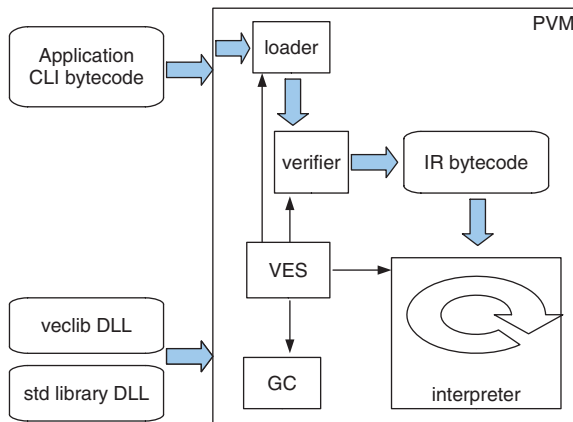 PVM
Application
CLI bytecode
loader
verifier
IR bytecode
VES
veclib DLL
std library DLL
GC
interpreter